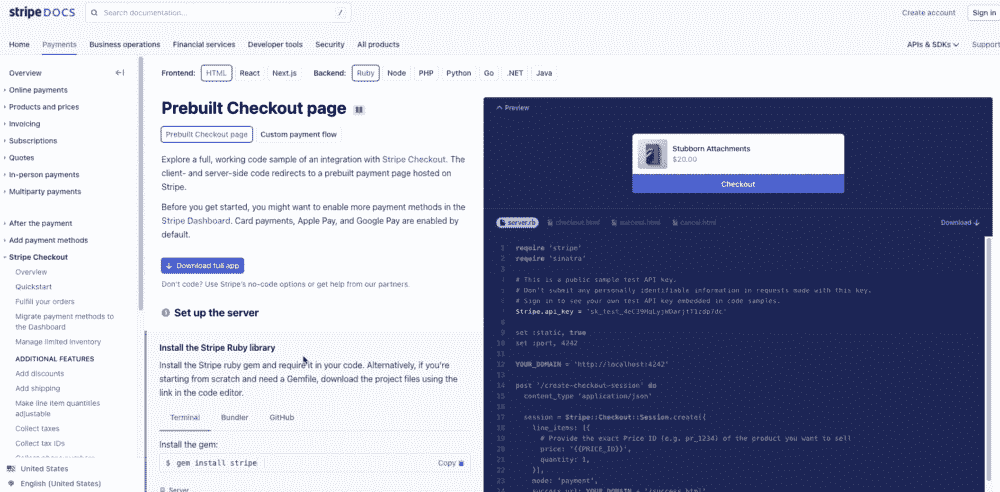 stripe DOCS
Search documentation...
/
Create account
Sign in
Home
Payments
Business operations
Financial services
Developer tools
Security
All products
APIs & SDKs
Support
Overview
Online payments
Products and prices
Invoicing
Subscriptions
Quotes
In-person payments
Multiparty payments
After the payment
Add payment methods
Stripe Checkout
Overview
Quickstart
Fulfill your orders
Migrate payment methods to
the Dashboard
Manage limited inventory
ADDITIONAL FEATURES
Add discounts
Add shipping
Make line item quantities
adjustable
Collect taxes
Collect tax IDs
United States
English (United States)
Frontend: HTML React Next.js Backend: Ruby Node PHP Python Go .NET Java
Prebuilt Checkout page
Prebuilt Checkout page
Custom payment flow
Explore a full, working code sample of an integration with Stripe Checkout. The
client- and server-side code redirects to a prebuilt payment page hosted on
Stripe.
Before you get started, you might want to enable more payment methods in the
Stripe Dashboard. Card payments, Apple Pay, and Google Pay are enabled by
default.
Download full app
Don't code? Use Stripe's no-code options or get help from our partners.
1 Set up the server
Install the Stripe Ruby library
Install the Stripe ruby gem and require it in your code. Alternatively, if you're
starting from scratch and need a Gemfile, download the project files using the
link in the code editor.
Terminal
Bundler
GitHub
Install the gem:
$ gem install stripe
Copy
Server
Preview
Stubborn Attachments
$20.00
Checkout
server.rb
checkout.html
success.html
cancel.html
Download
1 require 'stripe'
2 require 'sinatra'
3
4 # This is a public sample test API key.
5 # Don't submit any personally identifiable information in requests made with this key.
6 # Sign in to see your own test API key embedded in code samples.
7 Stripe.api_key =
8
9 set :static, true
10 set :port, 4242
11
12 YOUR_DOMAIN = 'http://localhost:4242'
13
14 post '/create-checkout-session' do
15 content_type 'application/json'
16
17 session = Stripe::Checkout::Session.create({
18 line_items: [{
19 # Provide the exact Price ID (e.g. pr_1234) of the product you want to sell
20 price: '{{PRICE_ID}}',
21 quantity: 1,
22 }],
23 mode: 'payment',